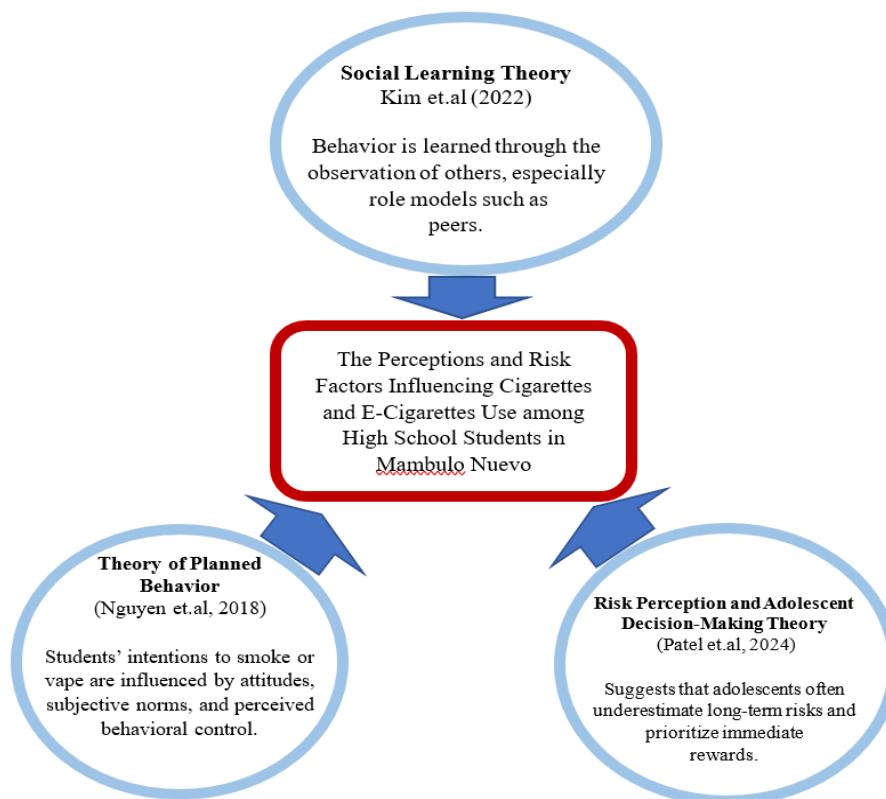 Social Learning Theory
Kim et.al (2022)
Behavior is learned through the
observation of others, especially
role models such as
peers.
The Perceptions and Risk
Factors Influencing Cigarettes
and E-Cigarettes Use among
High School Students in
Mambulo Nuevo
Theory of Planned
Behavior
(Nguyen et.al, 2018)
Students’ intentions to smoke or
vape are influenced by attitudes,
subjective norms, and perceived
behavioral control.
Risk Perception and Adolescent
Decision-Making Theory
(Patel et.al, 2024)
Suggests that adolescents often
underestimate long-term risks and
prioritize immediate
rewards.